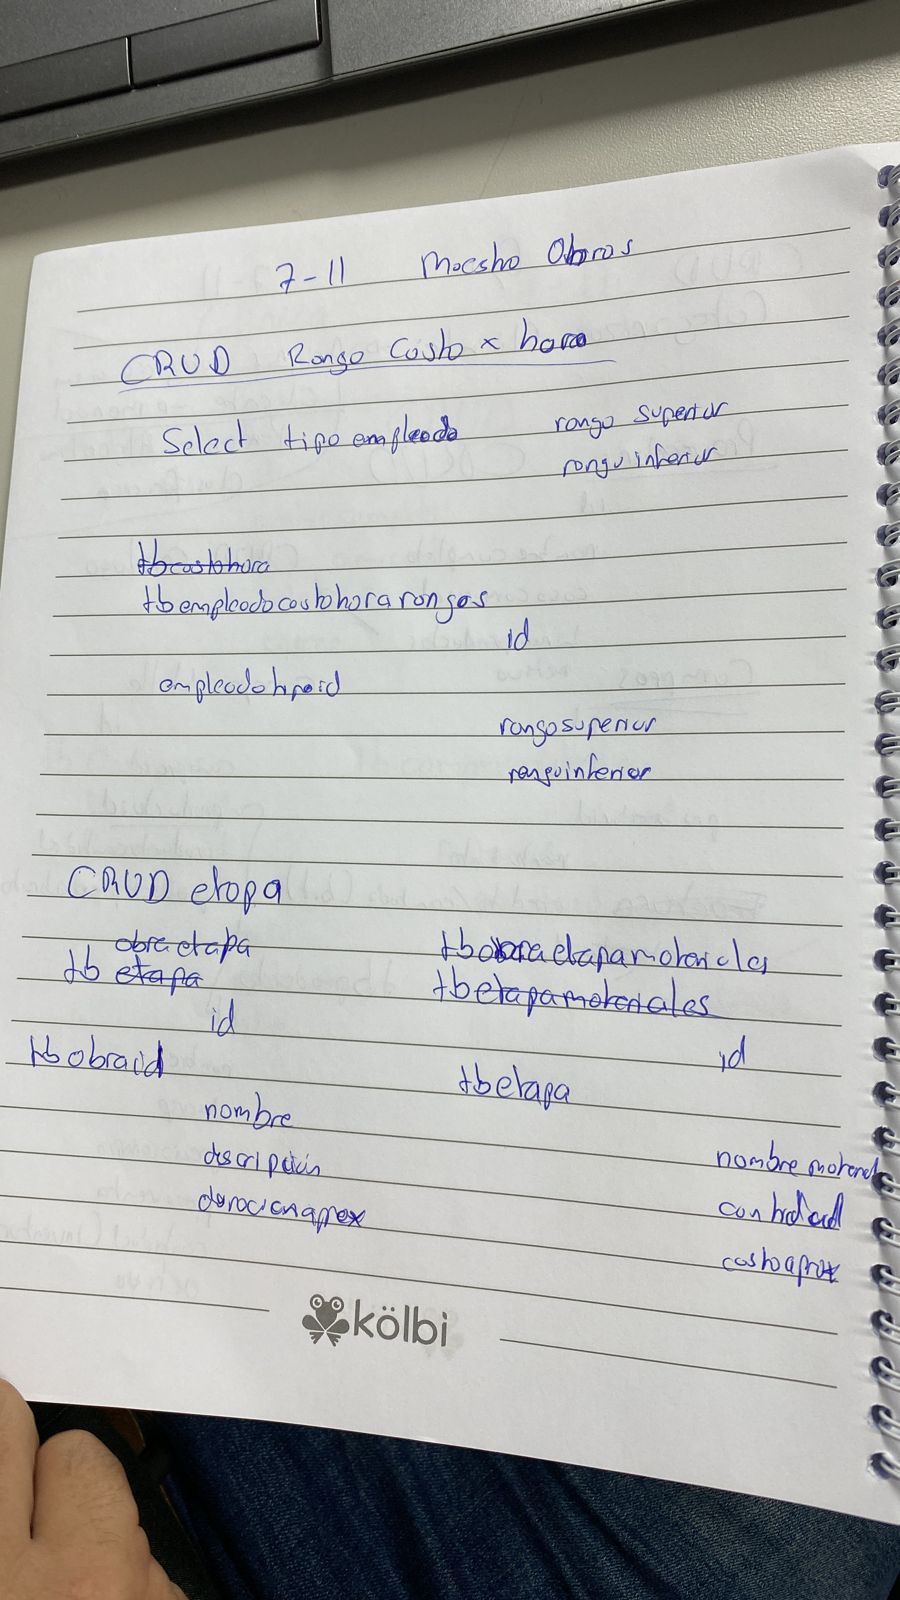 7-11 Maestro Obras
CRUD Rango Costo x hora
Select tipo empleado rango superior
rango inferior
tbcostohora
tbempleadocostohorarangos
id
empleadotipoid
rangosuperior
rangoinferior
CRUD etapa
obra etapa
tb etapa
id
tbobraid
nombre
descripción
duracionaprox
tbobraetapamateriales
tbetapamateriales
id
tbetapa
nombre material
cantidad
costoaprox
kölbi